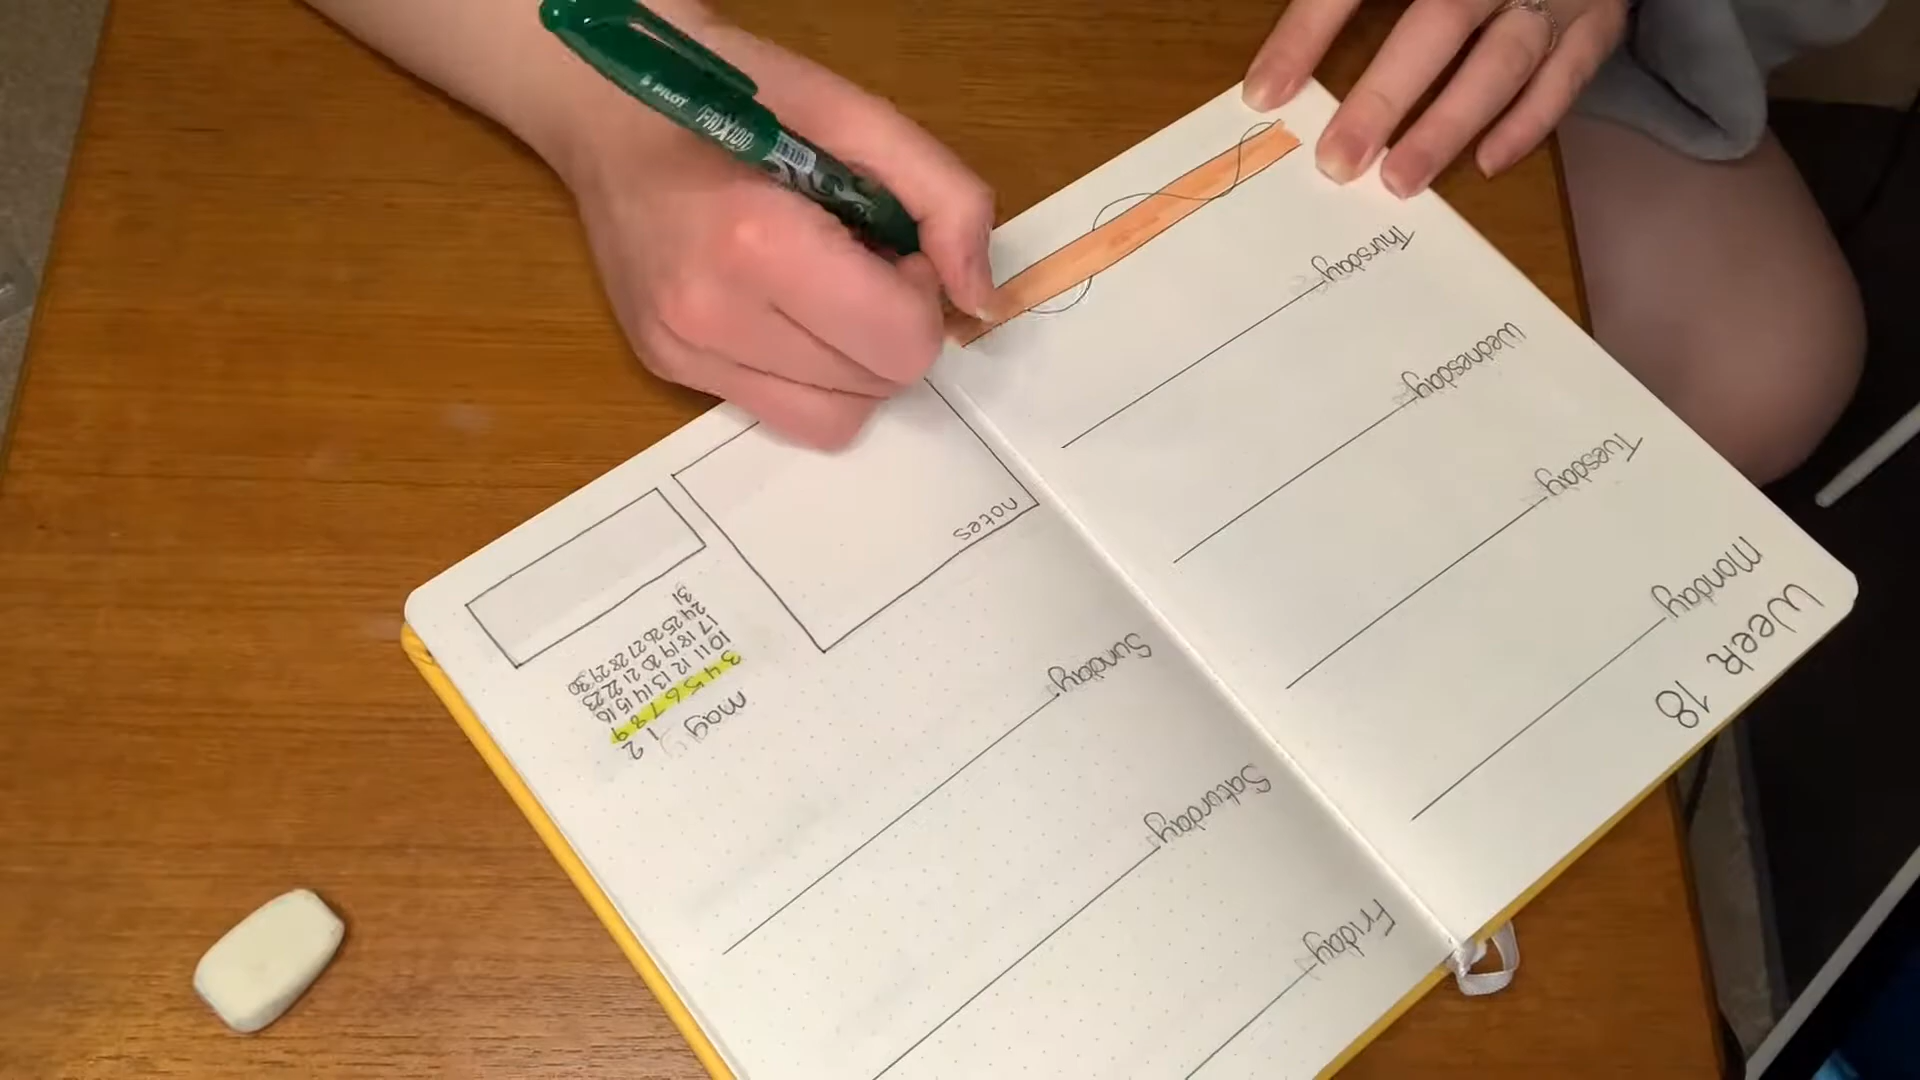 Week 18
Monday
Tuesday
Wednesday
Thursday
Friday
Saturday
Sunday
notes
may
1 2
3 4 5 6 7 8 9
10 11 12 13 14 15 16
17 18 19 20 21 22 23
24 25 26 27 28 29 30
31
PILOT
FRIXION